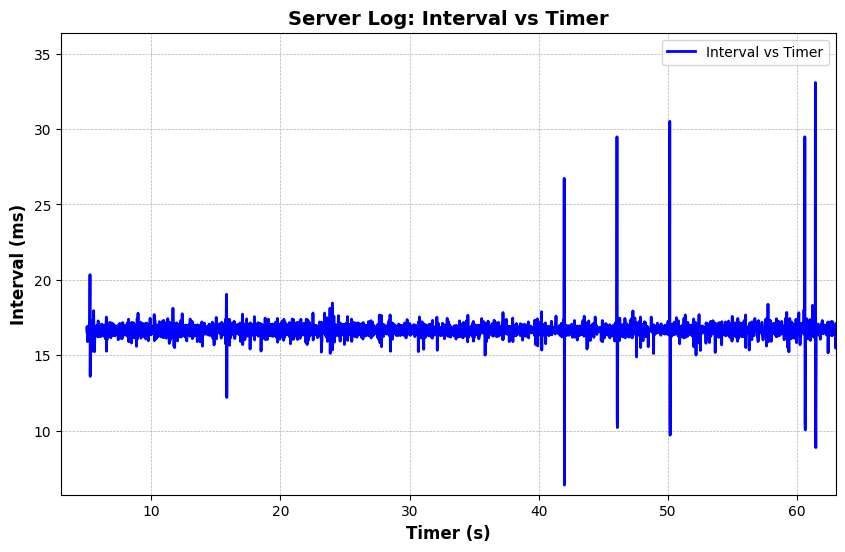 Server Log: Interval vs Timer
Interval vs Timer
35
30
25
20
15
10
Interval (ms)
10 20 30 40 50 60
Timer (s)